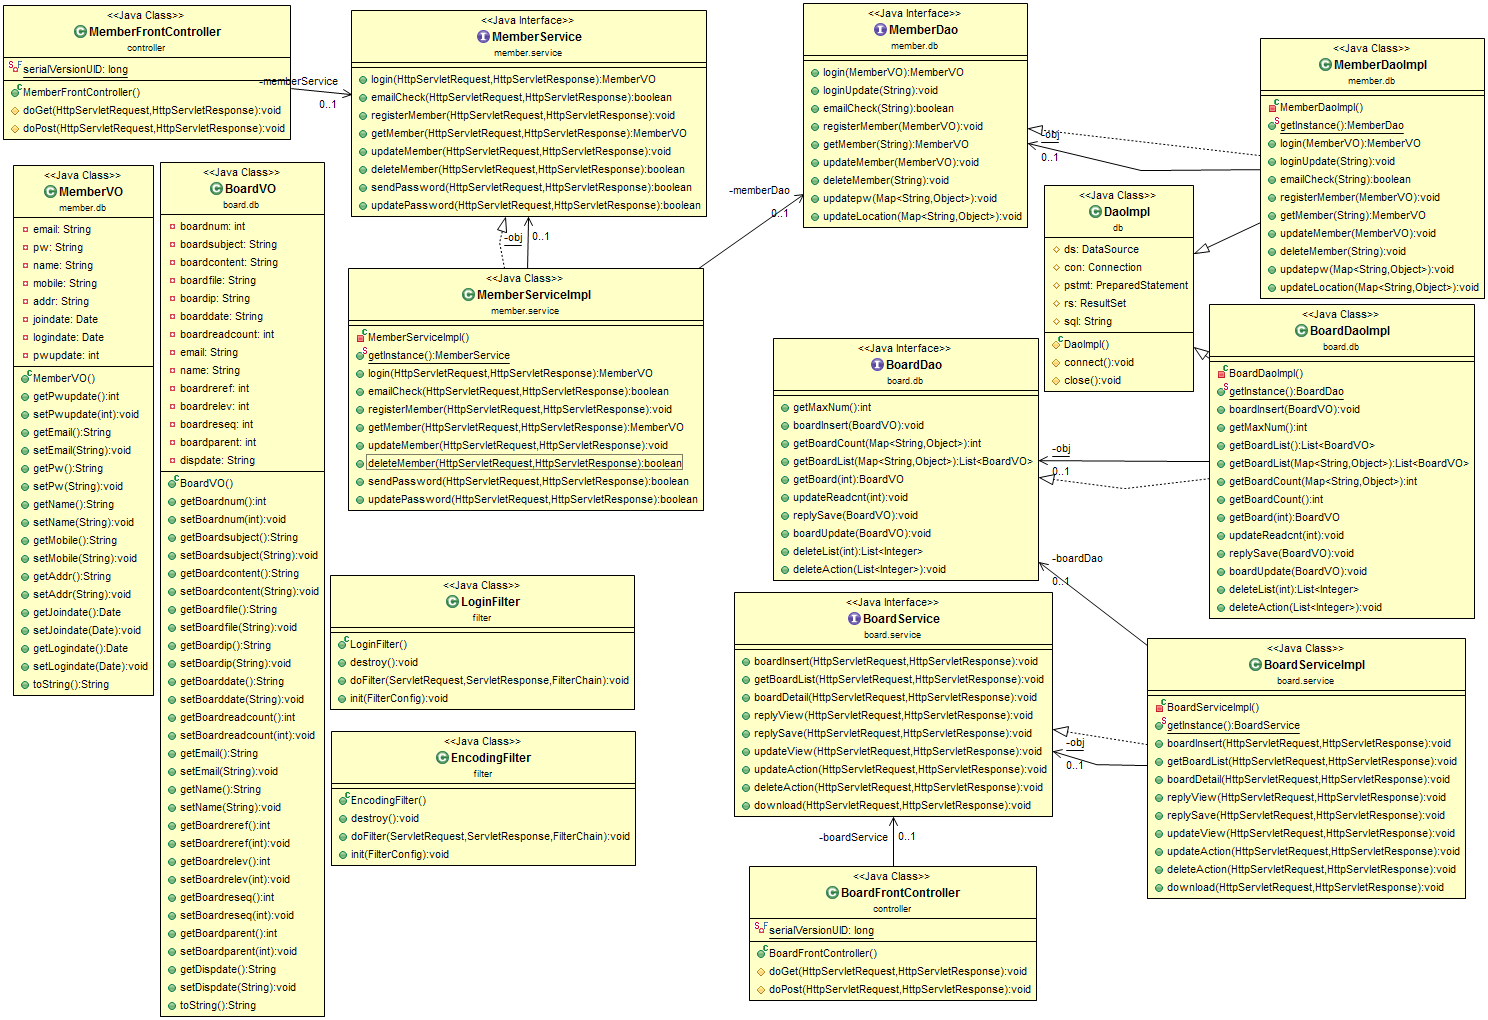 <<Java Class>>
MemberFrontController
controller
serialVersionUID: long
MemberFrontController()
doGet(HttpServletRequest,HttpServletResponse):void
doPost(HttpServletRequest,HttpServletResponse):void
-memberService
0..1
<<Java Interface>>
MemberService
member.service
login(HttpServletRequest,HttpServletResponse):MemberVO
emailCheck(HttpServletRequest,HttpServletResponse):boolean
registerMember(HttpServletRequest,HttpServletResponse):void
getMember(HttpServletRequest,HttpServletResponse):MemberVO
updateMember(HttpServletRequest,HttpServletResponse):void
deleteMember(HttpServletRequest,HttpServletResponse):boolean
sendPassword(HttpServletRequest,HttpServletResponse):boolean
updatePassword(HttpServletRequest,HttpServletResponse):boolean
-obj
0..1
<<Java Class>>
MemberServiceImpl
member.service
MemberServiceImpl()
getInstance():MemberService
login(HttpServletRequest,HttpServletResponse):MemberVO
emailCheck(HttpServletRequest,HttpServletResponse):boolean
registerMember(HttpServletRequest,HttpServletResponse):void
getMember(HttpServletRequest,HttpServletResponse):MemberVO
updateMember(HttpServletRequest,HttpServletResponse):void
deleteMember(HttpServletRequest,HttpServletResponse):boolean
sendPassword(HttpServletRequest,HttpServletResponse):boolean
updatePassword(HttpServletRequest,HttpServletResponse):boolean
-memberDao
0..1
<<Java Interface>>
MemberDao
member.db
login(MemberVO):MemberVO
loginUpdate(String):void
emailCheck(String):boolean
registerMember(MemberVO):void
getMember(String):MemberVO
updateMember(MemberVO):void
deleteMember(String):void
updatepw(Map<String,Object>):void
updateLocation(Map<String,Object>):void
-obj
0..1
<<Java Class>>
MemberDaoImpl
member.db
MemberDaoImpl()
getInstance():MemberDao
login(MemberVO):MemberVO
loginUpdate(String):void
emailCheck(String):boolean
registerMember(MemberVO):void
getMember(String):MemberVO
updateMember(MemberVO):void
deleteMember(String):void
updatepw(Map<String,Object>):void
updateLocation(Map<String,Object>):void
<<Java Class>>
DaoImpl
db
ds: DataSource
con: Connection
pstmt: PreparedStatement
rs: ResultSet
sql: String
DaoImpl()
connect():void
close():void
<<Java Class>>
MemberVO
member.db
email: String
pw: String
name: String
mobile: String
addr: String
joindate: Date
logindate: Date
pwupdate: int
MemberVO()
getPwupdate():int
setPwupdate(int):void
getEmail():String
setEmail(String):void
getPw():String
setPw(String):void
getName():String
setName(String):void
getMobile():String
setMobile(String):void
getAddr():String
setAddr(String):void
getJoindate():Date
setJoindate(Date):void
getLogindate():Date
setLogindate(Date):void
toString():String
<<Java Class>>
BoardVO
board.db
boardnum: int
boardsubject: String
boardcontent: String
boardfile: String
boardip: String
boarddate: String
boardreadcount: int
email: String
name: String
boardreref: int
boardrelev: int
boardreseq: int
boardparent: int
dispdate: String
BoardVO()
getBoardnum():int
setBoardnum(int):void
getBoardsubject():String
setBoardsubject(String):void
getBoardcontent():String
setBoardcontent(String):void
getBoardfile():String
setBoardfile(String):void
getBoardip():String
setBoardip(String):void
getBoarddate():String
setBoarddate(String):void
getBoardreadcount():int
setBoardreadcount(int):void
getEmail():String
setEmail(String):void
getName():String
setName(String):void
getBoardreref():int
setBoardreref(int):void
getBoardrelev():int
setBoardrelev(int):void
getBoardreseq():int
setBoardreseq(int):void
getBoardparent():int
setBoardparent(int):void
getDispdate():String
setDispdate(String):void
toString():String
<<Java Class>>
LoginFilter
filter
LoginFilter()
destroy():void
doFilter(ServletRequest,ServletResponse,FilterChain):void
init(FilterConfig):void
<<Java Class>>
EncodingFilter
filter
EncodingFilter()
destroy():void
doFilter(ServletRequest,ServletResponse,FilterChain):void
init(FilterConfig):void
<<Java Interface>>
BoardDao
board.db
getMaxNum():int
boardInsert(BoardVO):void
getBoardCount(Map<String,Object>):int
getBoardList(Map<String,Object>):List<BoardVO>
getBoard(int):BoardVO
updateReadcnt(int):void
replySave(BoardVO):void
boardUpdate(BoardVO):void
deleteList(int):List<Integer>
deleteAction(List<Integer>):void
-obj
0..1
<<Java Class>>
BoardDaoImpl
board.db
BoardDaoImpl()
getInstance():BoardDao
boardInsert(BoardVO):void
getMaxNum():int
getBoardList():List<BoardVO>
getBoardList(Map<String,Object>):List<BoardVO>
getBoardCount(Map<String,Object>):int
getBoardCount():int
getBoard(int):BoardVO
updateReadcnt(int):void
replySave(BoardVO):void
boardUpdate(BoardVO):void
deleteList(int):List<Integer>
deleteAction(List<Integer>):void
-boardDao
0..1
<<Java Interface>>
BoardService
board.service
boardInsert(HttpServletRequest,HttpServletResponse):void
getBoardList(HttpServletRequest,HttpServletResponse):void
boardDetail(HttpServletRequest,HttpServletResponse):void
replyView(HttpServletRequest,HttpServletResponse):void
replySave(HttpServletRequest,HttpServletResponse):void
updateView(HttpServletRequest,HttpServletResponse):void
updateAction(HttpServletRequest,HttpServletResponse):void
deleteAction(HttpServletRequest,HttpServletResponse):void
download(HttpServletRequest,HttpServletResponse):void
-obj
0..1
<<Java Class>>
BoardServiceImpl
board.service
BoardServiceImpl()
getInstance():BoardService
boardInsert(HttpServletRequest,HttpServletResponse):void
getBoardList(HttpServletRequest,HttpServletResponse):void
boardDetail(HttpServletRequest,HttpServletResponse):void
replyView(HttpServletRequest,HttpServletResponse):void
replySave(HttpServletRequest,HttpServletResponse):void
updateView(HttpServletRequest,HttpServletResponse):void
updateAction(HttpServletRequest,HttpServletResponse):void
deleteAction(HttpServletRequest,HttpServletResponse):void
download(HttpServletRequest,HttpServletResponse):void
-boardService
0..1
<<Java Class>>
BoardFrontController
controller
serialVersionUID: long
BoardFrontController()
doGet(HttpServletRequest,HttpServletResponse):void
doPost(HttpServletRequest,HttpServletResponse):void